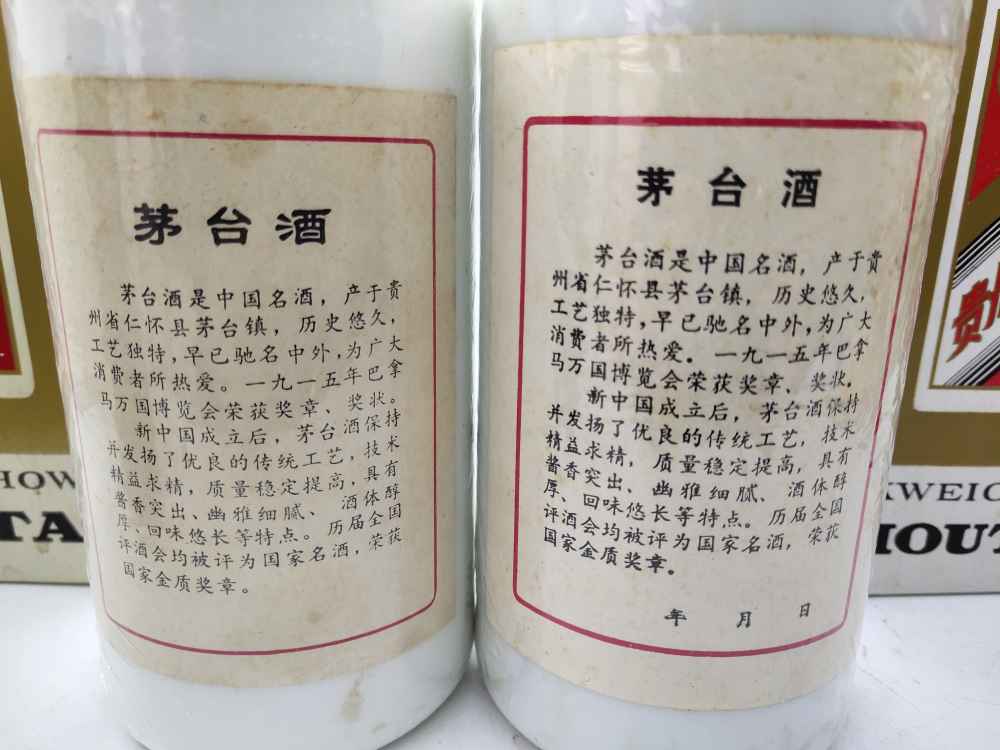 茅台酒
茅台酒是中国名酒，产于贵
州省仁怀县茅台镇，历史悠久，
工艺独特，早已驰名中外，为广大
消费者所热爱。一九一五年巴拿
马万国博览会荣获奖章、奖状。
新中国成立后，茅台酒保持
并发扬了优良的传统工艺，技术
精益求精，质量稳定提高，具有
酱香突出、幽雅细腻、酒体醇
厚、回味悠长等特点。历届全国
评酒会均被评为国家名酒，荣获
国家金质奖章。
茅台酒
茅台酒是中国名酒，产于贵
州省仁怀县茅台镇，历史悠久，
工艺独特，早已驰名中外，为广大
消费者所热爱。一九一五年巴拿
马万国博览会荣获奖章、奖状，
新中国成立后，茅台酒保持
并发扬了优良的传统工艺，技术
精益求精，质量稳定提高，具有
酱香突出、幽雅细腻、酒体醇
厚、回味悠长等特点。历届全国
评酒会均被评为国家名酒，荣获
国家金质奖章。
年 月 日
HOW
TA
贵
KWEIC
HOUT